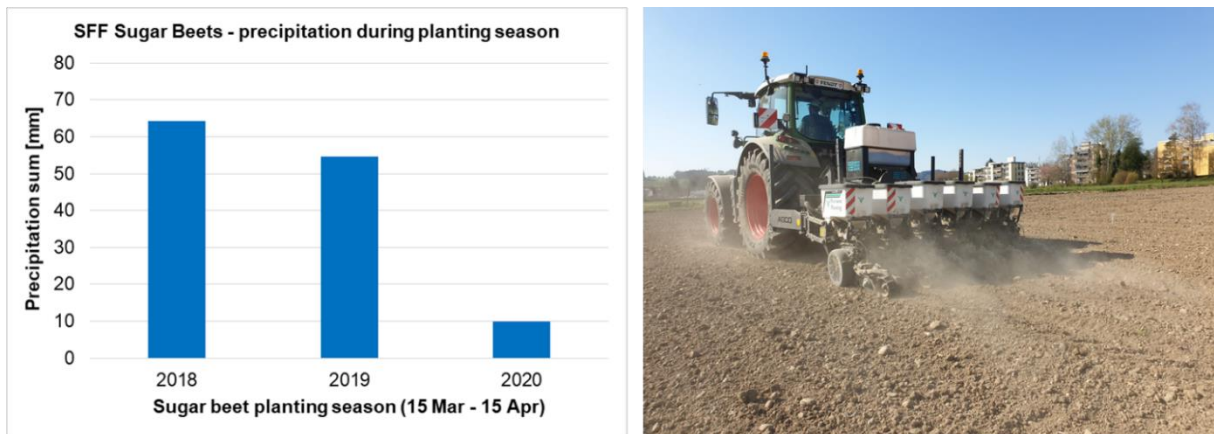 SFF Sugar Beets - precipitation during planting season
80
70
60
50
40
30
20
10
0
Precipitation sum [mm]
2018 2019 2020
Sugar beet planting season (15 Mar - 15 Apr)
FENDT